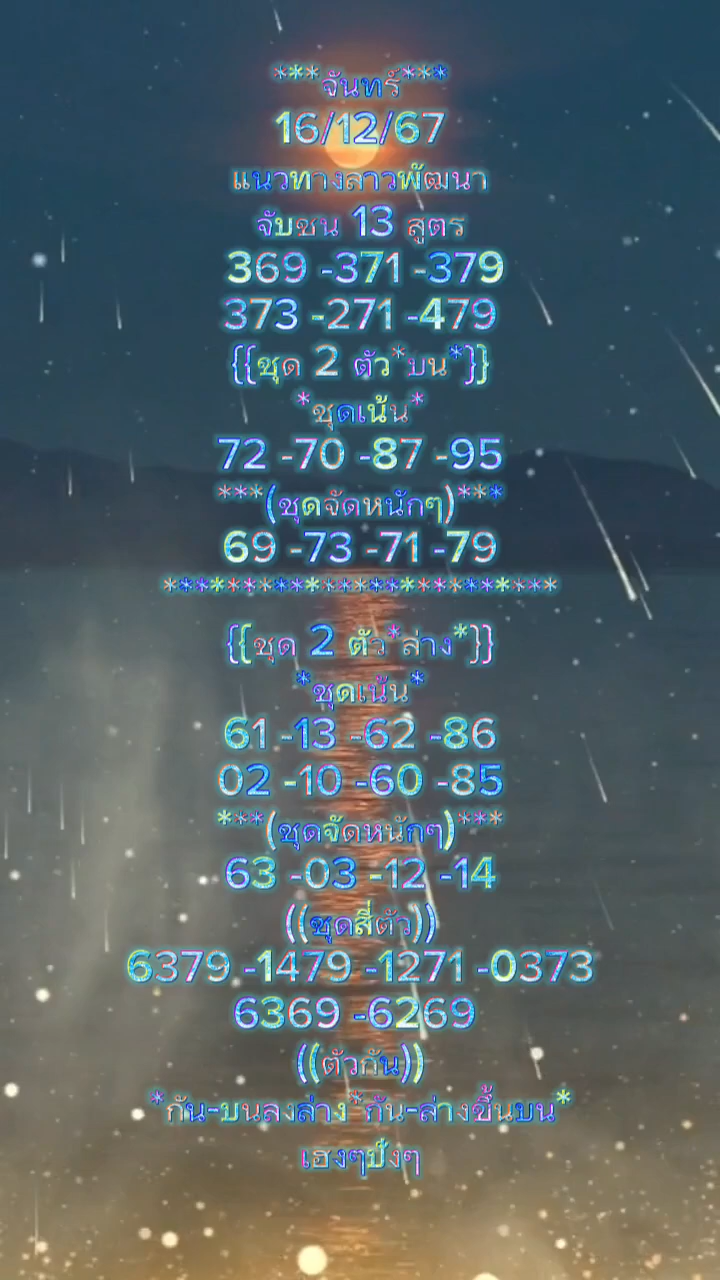 ***จันทร์***
16/12/67
แนวทางลาวพัฒนา
จับชน 13 สูตร
369 -371 -379
373 -271 -479
{{ชุด 2 ตัว*บน*}}
*ชุดเน้น*
72 -70 -87 -95
***(ชุดจัดหนักๆ)***
69 -73 -71 -79
*************************
{{ชุด 2 ตัว*ล่าง*}}
*ชุดเน้น*
61 -13 -62 -86
02 -10 -60 -85
***(ชุดจัดหนักๆ)***
63 -03 -12 -14
((ชุดสี่ตัว))
6379 -1479 -1271 -0373
6369 -6269
((ตัวกัน))
*กัน-บนลงล่าง*กัน-ล่างขึ้นบน*
เฮงๆปังๆ